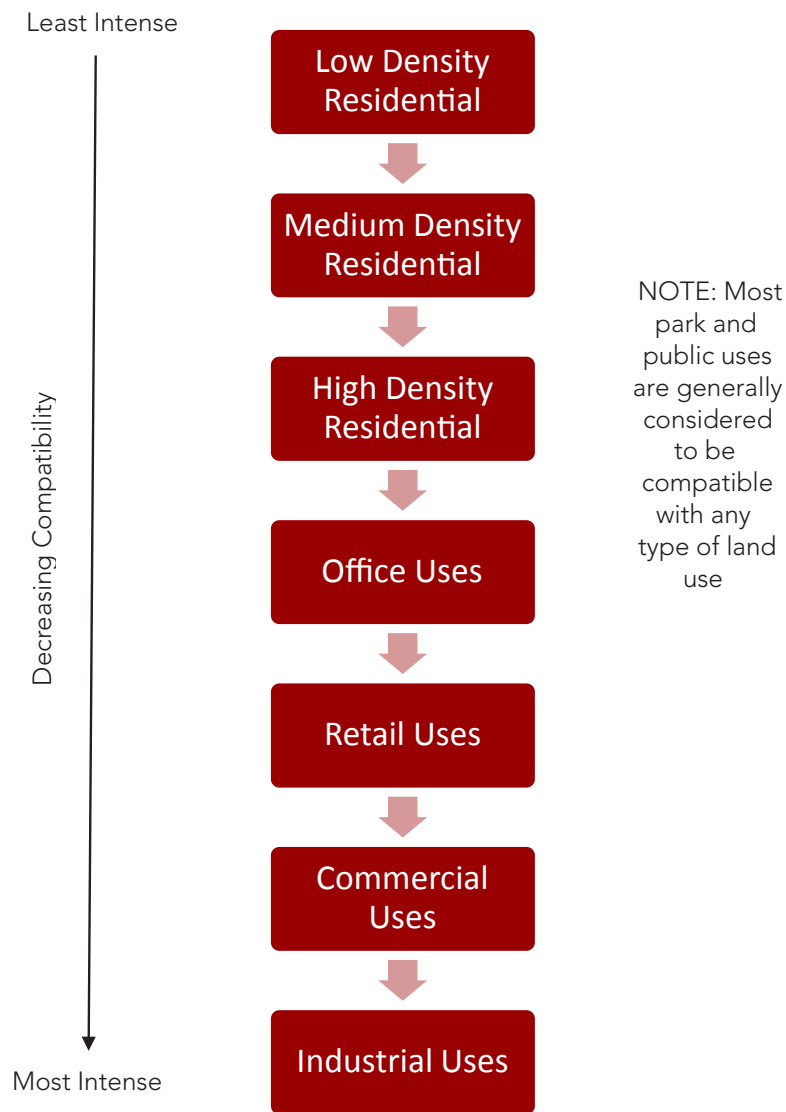 Least Intense
Low Density
Residential
Medium Density
Residential
High Density
Residential
Office Uses
Retail Uses
Commercial
Uses
Industrial Uses
Decreasing Compatibility
Most Intense
NOTE: Most
park and
public uses
are generally
considered
to be
compatible
with any
type of land
use